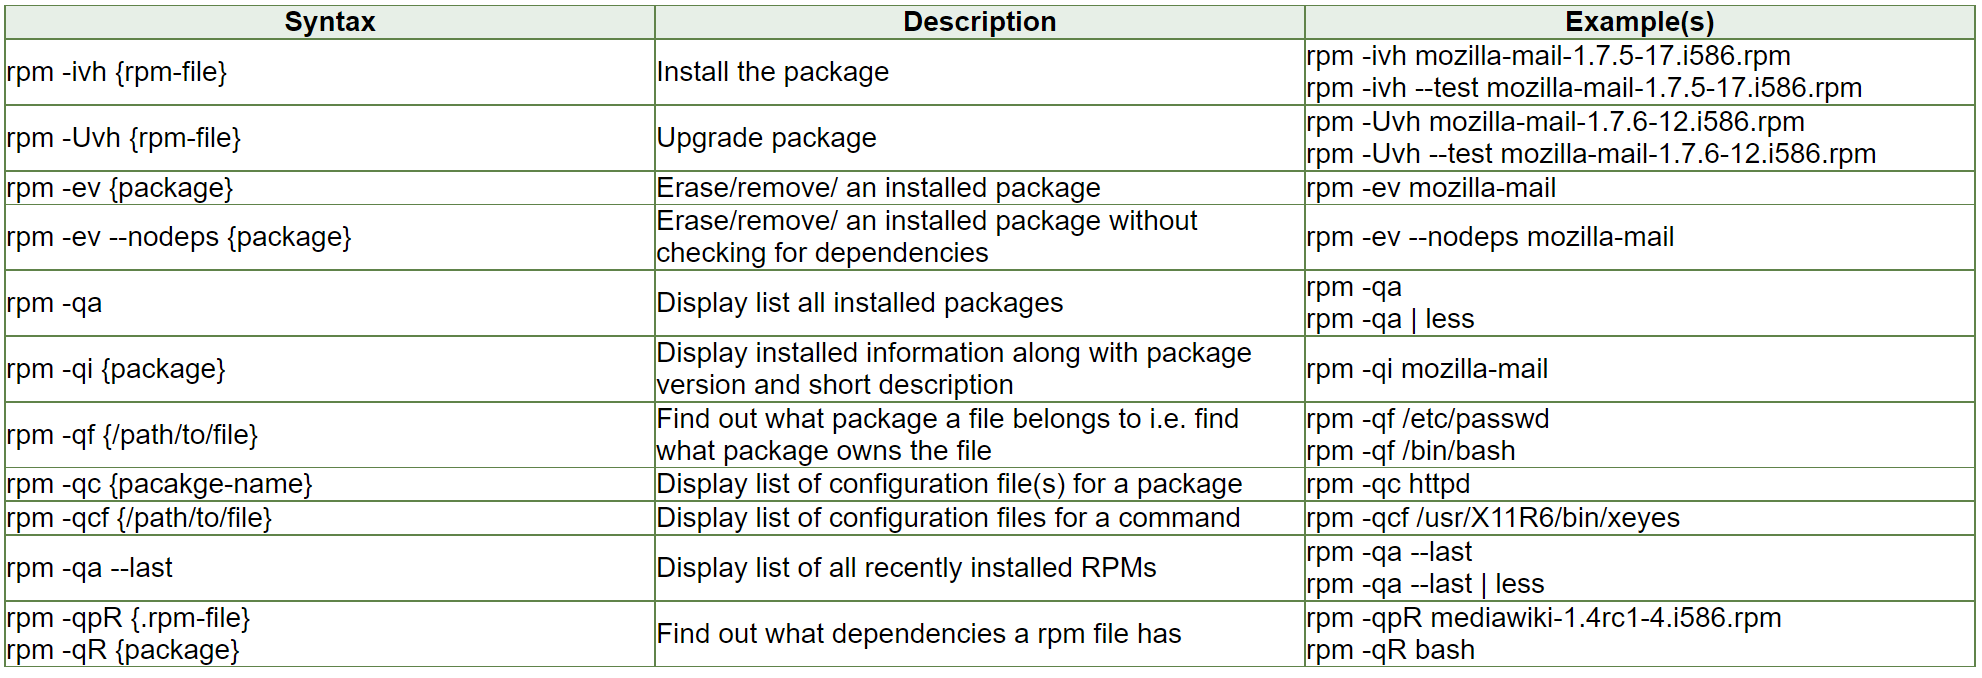 Syntax Description Example(s)
rpm -ivh {rpm-file} Install the package rpm -ivh mozilla-mail-1.7.5-17.i586.rpm
rpm -ivh --test mozilla-mail-1.7.5-17.i586.rpm
rpm -Uvh {rpm-file} Upgrade package rpm -Uvh mozilla-mail-1.7.6-12.i586.rpm
rpm -Uvh --test mozilla-mail-1.7.6-12.i586.rpm
rpm -ev {package} Erase/remove/ an installed package rpm -ev mozilla-mail
rpm -ev --nodeps {package} Erase/remove/ an installed package without
checking for dependencies rpm -ev --nodeps mozilla-mail
rpm -qa Display list all installed packages rpm -qa
rpm -qa | less
rpm -qi {package} Display installed information along with package
version and short description rpm -qi mozilla-mail
rpm -qf {/path/to/file} Find out what package a file belongs to i.e. find
what package owns the file rpm -qf /etc/passwd
rpm -qf /bin/bash
rpm -qc {pacakge-name} Display list of configuration file(s) for a package rpm -qc httpd
rpm -qcf {/path/to/file} Display list of configuration files for a command rpm -qcf /usr/X11R6/bin/xeyes
rpm -qa --last Display list of all recently installed RPMs rpm -qa --last
rpm -qa --last | less
rpm -qpR {.rpm-file}
rpm -qR {package} Find out what dependencies a rpm file has rpm -qpR mediawiki-1.4rc1-4.i586.rpm
rpm -qR bash